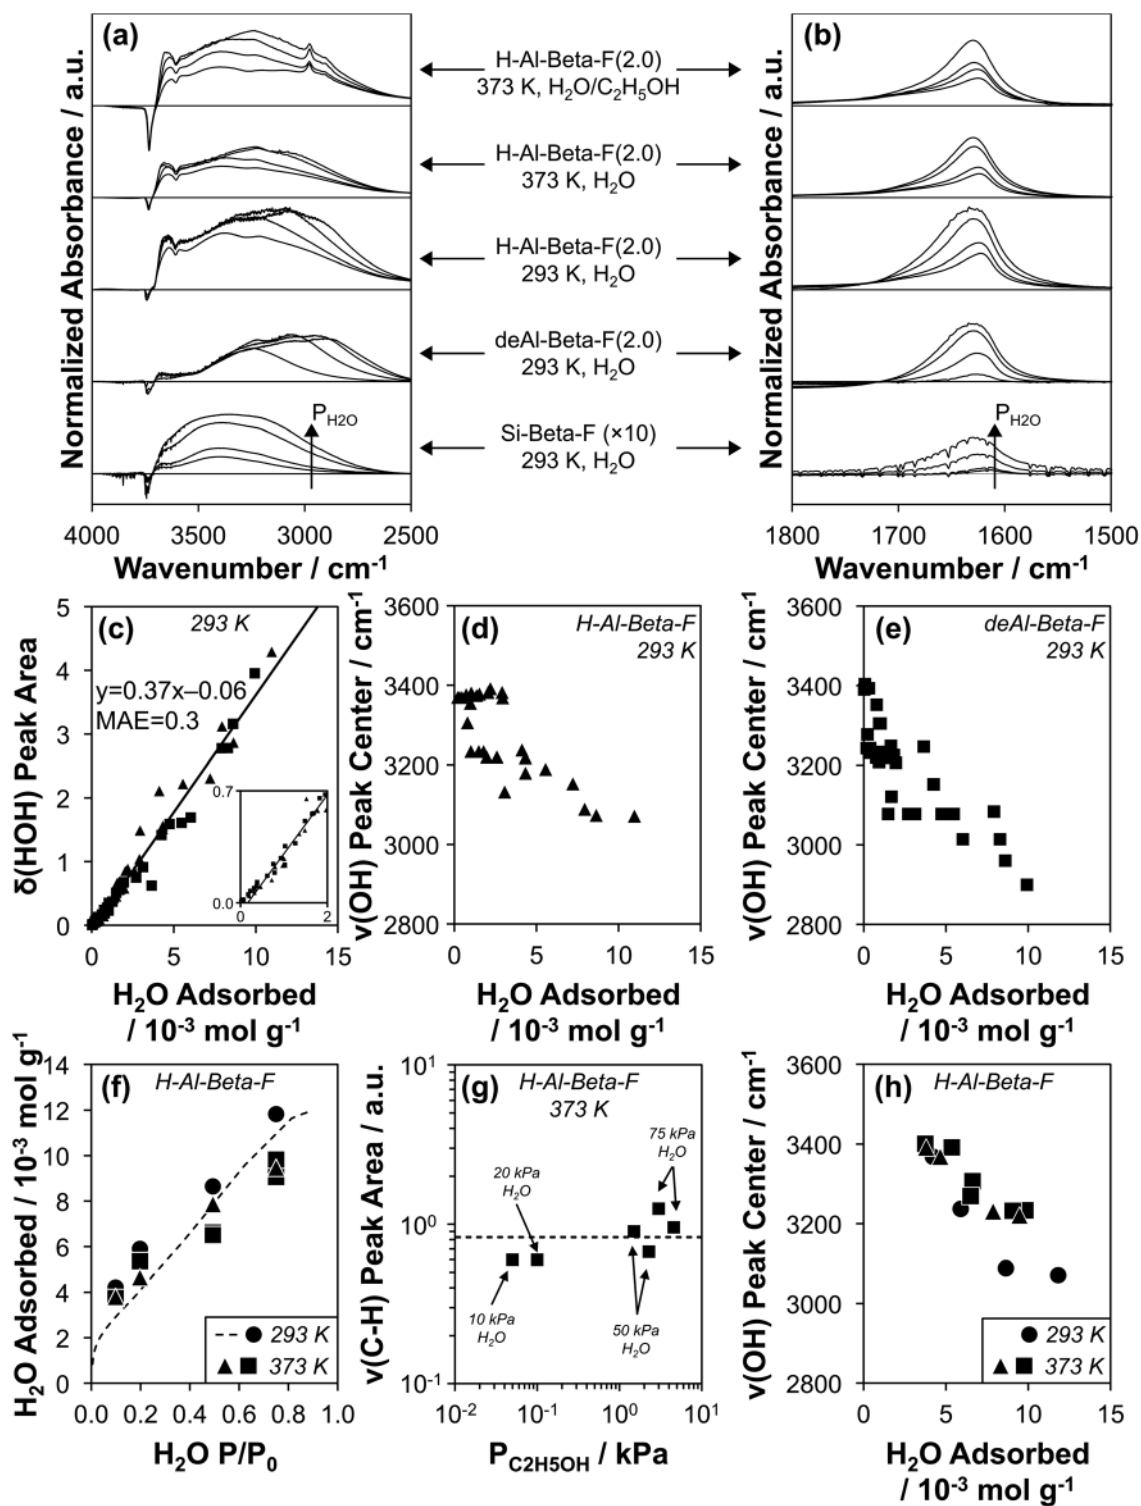 (a)
(b)
Normalized Absorbance / a.u.
Normalized Absorbance / a.u.
H-Al-Beta-F(2.0)
373 K, H₂O/C₂H₅OH
H-Al-Beta-F(2.0)
373 K, H₂O
H-Al-Beta-F(2.0)
293 K, H₂O
deAl-Beta-F(2.0)
293 K, H₂O
Si-Beta-F (×10)
293 K, H₂O
P_H2O
P_H2O
4000 3500 3000 2500
Wavenumber / cm⁻¹
1800 1700 1600 1500
Wavenumber / cm⁻¹
(c)
293 K
y=0.37x–0.06
MAE=0.3
δ(HOH) Peak Area
5
4
3
2
1
0
0.7
0.0
0 2
0 5 10 15
H₂O Adsorbed
/ 10⁻³ mol g⁻¹
(d)
H-Al-Beta-F
293 K
ν(OH) Peak Center / cm⁻¹
3600
3400
3200
3000
2800
0 5 10 15
H₂O Adsorbed
/ 10⁻³ mol g⁻¹
(e)
deAl-Beta-F
293 K
ν(OH) Peak Center / cm⁻¹
3600
3400
3200
3000
2800
0 5 10 15
H₂O Adsorbed
/ 10⁻³ mol g⁻¹
(f)
H-Al-Beta-F
H₂O Adsorbed / 10⁻³ mol g⁻¹
14
12
10
8
6
4
2
0
293 K
373 K
0.0 0.2 0.4 0.6 0.8 1.0
H₂O P/P₀
(g)
H-Al-Beta-F
373 K
ν(C-H) Peak Area / a.u.
10¹
10⁰
10⁻¹
75 kPa
H₂O
20 kPa
H₂O
10 kPa
H₂O
50 kPa
H₂O
10⁻² 10⁻¹ 10⁰ 10¹
P_C2H5OH / kPa
(h)
H-Al-Beta-F
ν(OH) Peak Center / cm⁻¹
3600
3400
3200
3000
2800
293 K
373 K
0 5 10 15
H₂O Adsorbed
/ 10⁻³ mol g⁻¹